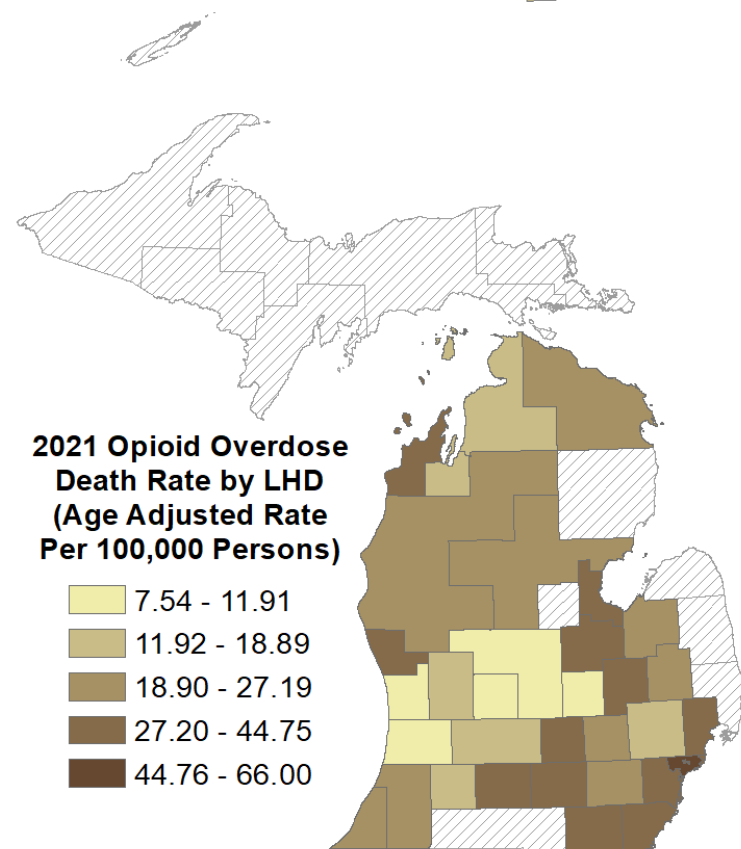 2021 Opioid Overdose
Death Rate by LHD
(Age Adjusted Rate
Per 100,000 Persons)
7.54 - 11.91
11.92 - 18.89
18.90 - 27.19
27.20 - 44.75
44.76 - 66.00